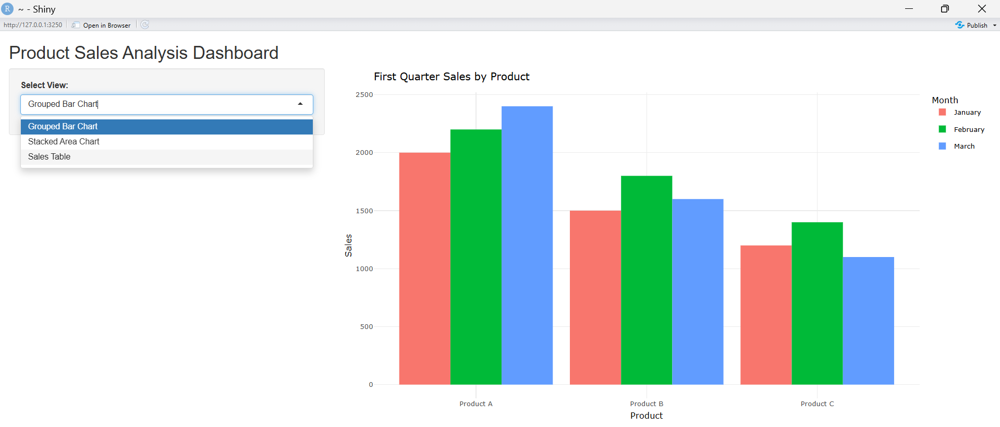 R ~ - Shiny
http://127.0.0.1:3250 Open in Browser Publish
Product Sales Analysis Dashboard
Select View:
Grouped Bar Chart
Grouped Bar Chart
Stacked Area Chart
Sales Table
First Quarter Sales by Product
2500
2000
1500
1000
500
0
Sales
Product A Product B Product C
Product
Month
January
February
March